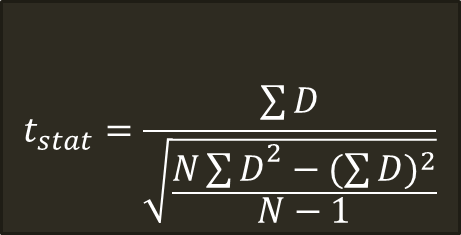 t_stat = ∑ D / √((N ∑ D² − (∑ D)²) / (N − 1))